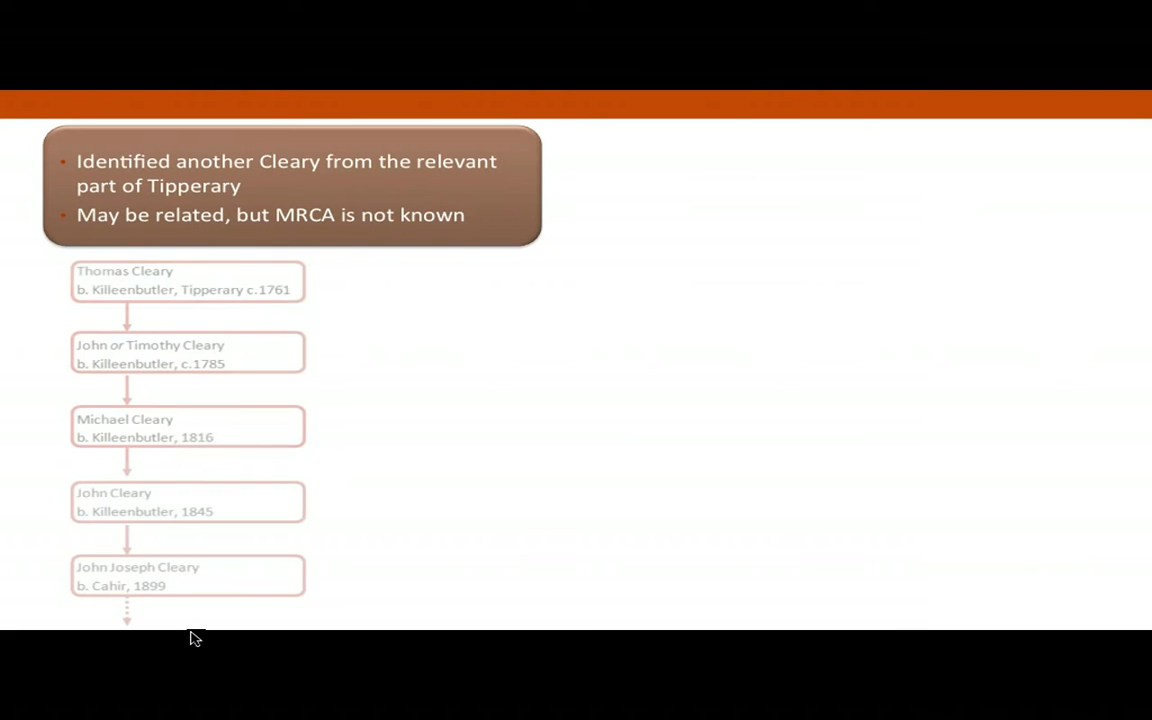 • Identified another Cleary from the relevant
part of Tipperary
• May be related, but MRCA is not known
Thomas Cleary
b. Killeenbutler, Tipperary c.1761
John or Timothy Cleary
b. Killeenbutler, c.1785
Michael Cleary
b. Killeenbutler, 1816
John Cleary
b. Killeenbutler, 1845
John Joseph Cleary
b. Cahir, 1899